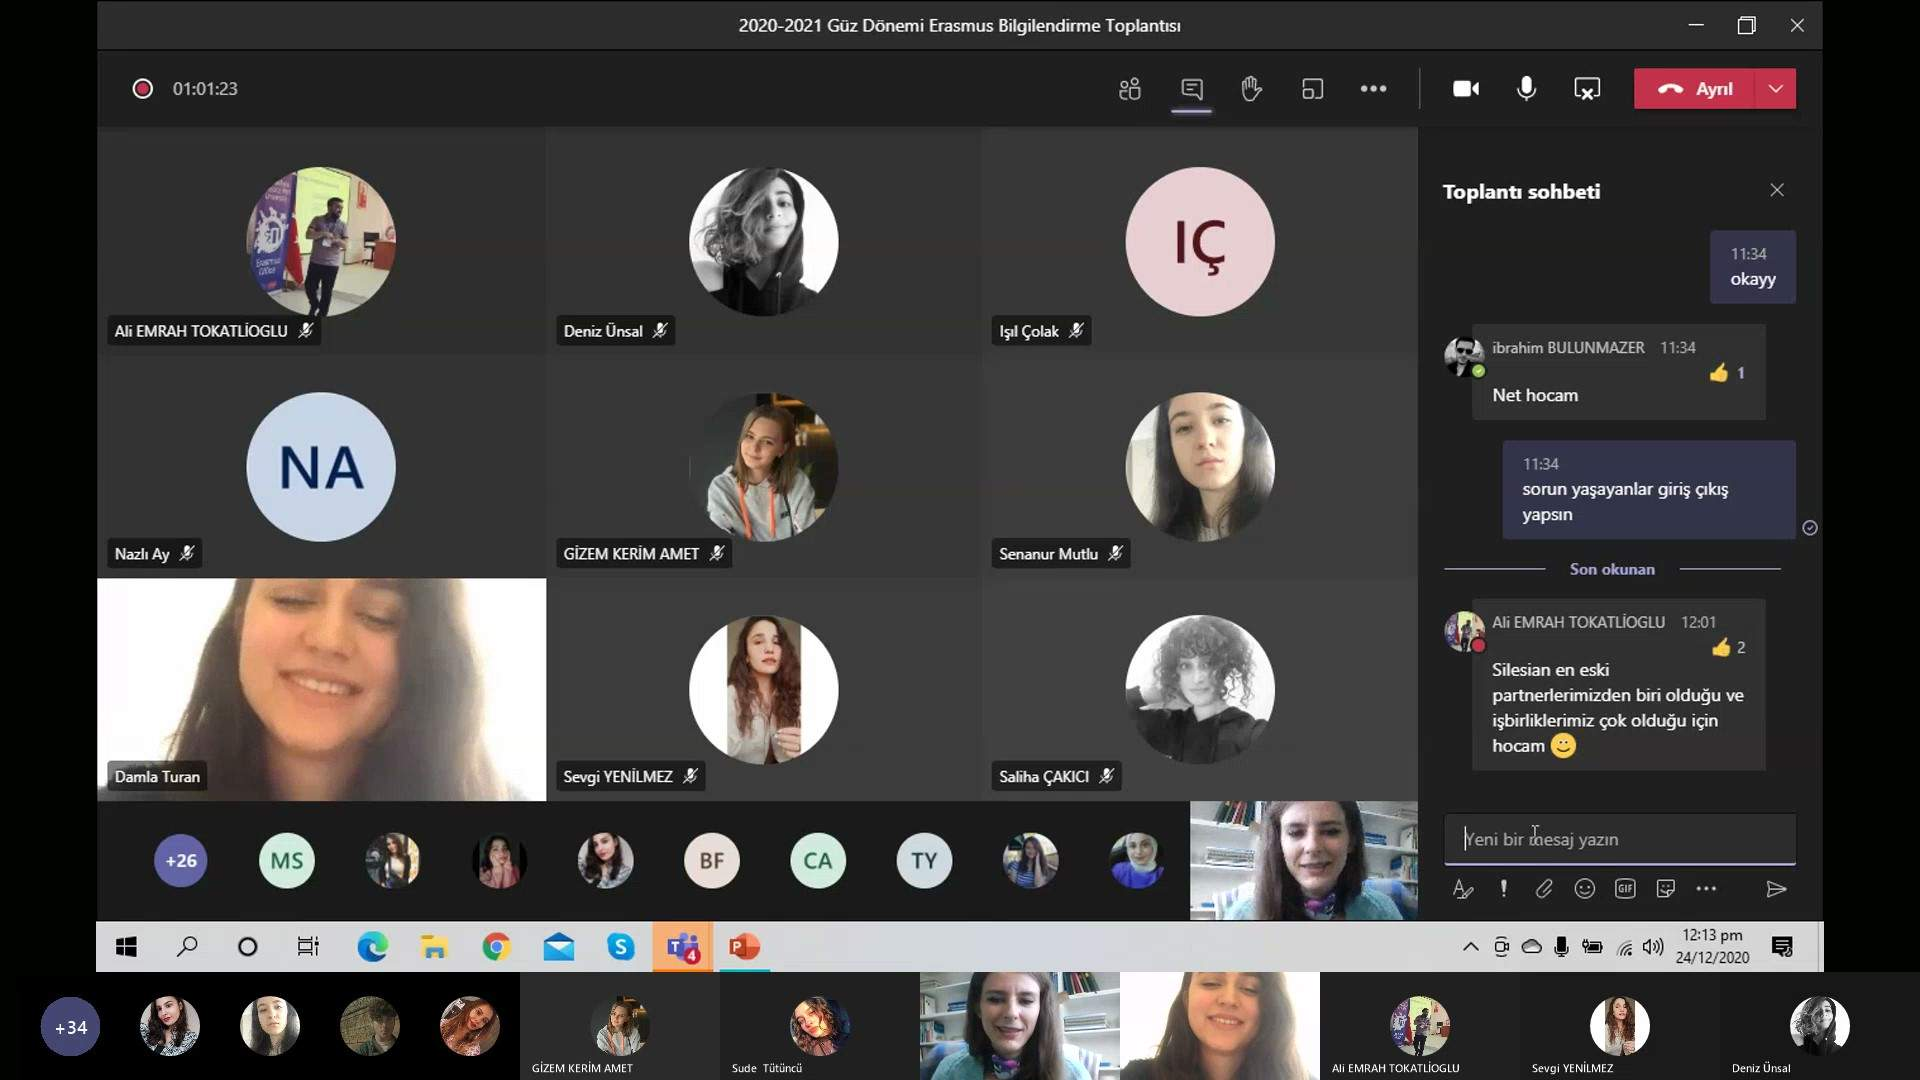 2020-2021 Güz Dönemi Erasmus Bilgilendirme Toplantısı
01:01:23
Ayrıl
Ali EMRAH TOKATLIOGLU
Deniz Ünsal
IÇ
Işıl Çolak
NA
Nazlı Ay
GİZEM KERİM AMET
Senanur Mutlu
Damla Turan
Sevgi YENİLMEZ
Saliha ÇAKICI
+26
MS
BF
CA
TY
Toplantı sohbeti
11:34
okayy
ibrahim BULUNMAZER 11:34
1
Net hocam
11:34
sorun yaşayanlar giriş çıkış
yapsın
Son okunan
Ali EMRAH TOKATLİOGLU 12:01
2
Silesian en eski
partnerlerimizden biri olduğu ve
işbirliklerimiz çok olduğu için
hocam 🙂
Yeni bir mesaj yazın
GIF
4
12:13 pm
24/12/2020
+34
GİZEM KERİM AMET
Sude Tütüncü
Ali EMRAH TOKATLIOGLU
Sevgi YENİLMEZ
Deniz Ünsal